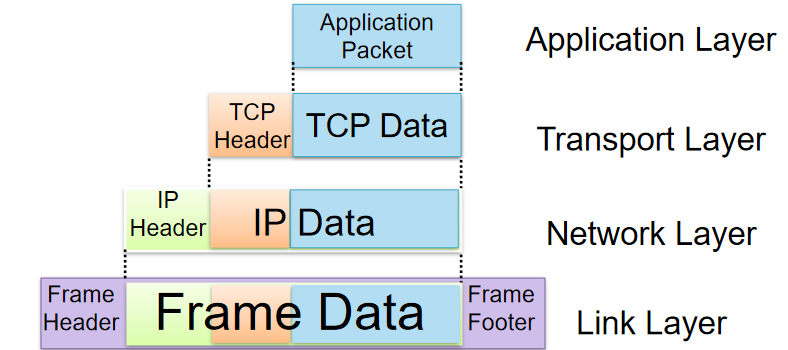 Application
Packet
Application Layer
TCP
Header
TCP Data
Transport Layer
IP
Header
IP Data
Network Layer
Frame
Header
Frame Data
Frame
Footer
Link Layer